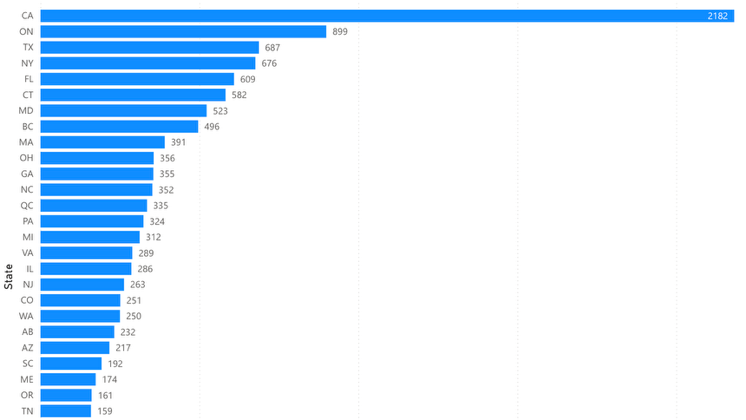 CA 2182
ON 899
TX 687
NY 676
FL 609
CT 582
MD 523
BC 496
MA 391
OH 356
GA 355
NC 352
QC 335
PA 324
MI 312
VA 289
IL 286
NJ 263
CO 251
WA 250
AB 232
AZ 217
SC 192
ME 174
OR 161
TN 159
State